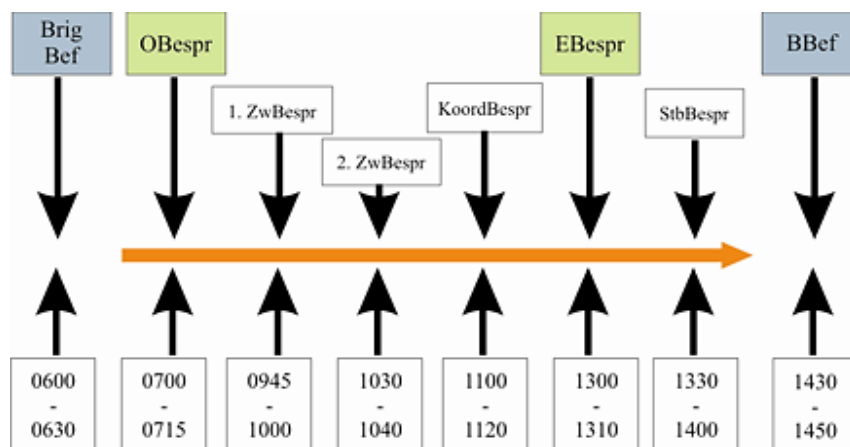 Brig
Bef
OBespr
EBespr
BBef
1. ZwBespr
KoordBespr
StbBespr
2. ZwBespr
0600
-
0630
0700
-
0715
0945
-
1000
1030
-
1040
1100
-
1120
1300
-
1310
1330
-
1400
1430
-
1450